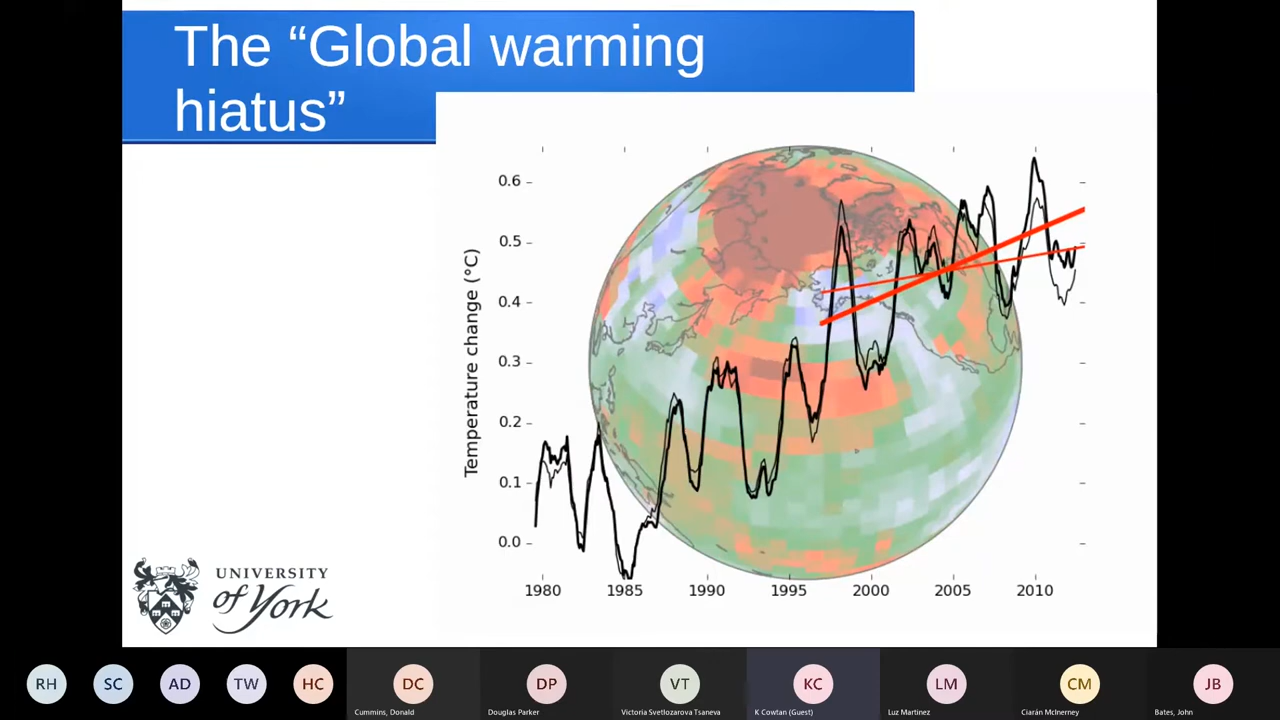 The “Global warming
hiatus”
Temperature change (°C)
0.6
0.5
0.4
0.3
0.2
0.1
0.0
1980 1985 1990 1995 2000 2005 2010
UNIVERSITY
of York
RH SC AD TW HC DC DP VT KC LM CM JB
Cummins, Donald Douglas Parker Victoria Svetlozarova Tsaneva K Cowtan (Guest) Luz Martinez Ciarán McInerney Bates, John